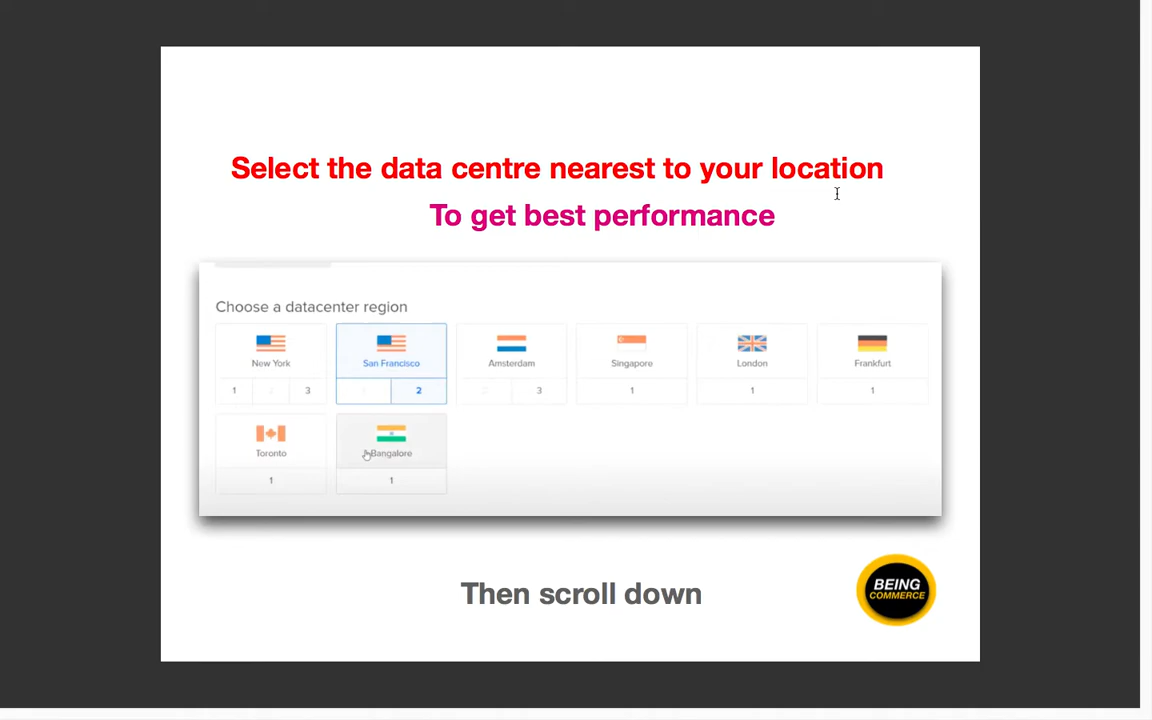 Select the data centre nearest to your location
To get best performance
Choose a datacenter region
New York San Francisco Amsterdam Singapore London Frankfurt
1 3 2 3 1 1 1
Toronto Bangalore
1 1
Then scroll down
BEING
COMMERCE